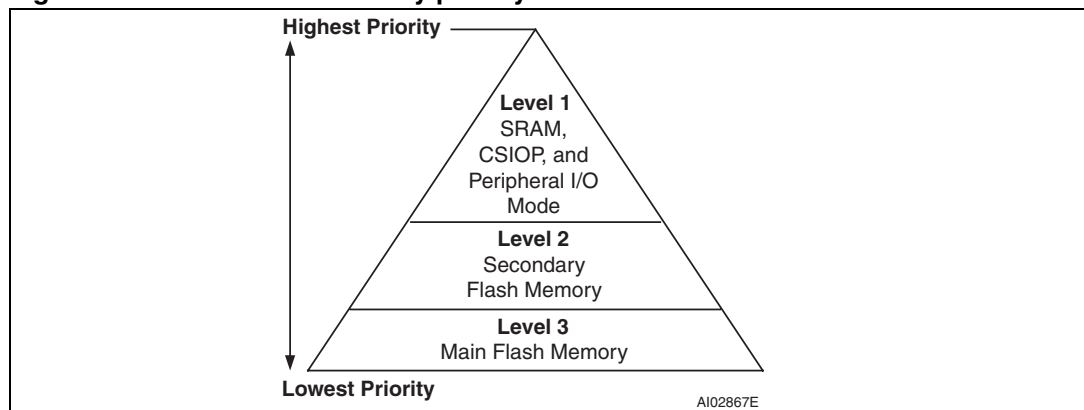 Highest Priority
Level 1
SRAM,
CSIOP, and
Peripheral I/O
Mode
Level 2
Secondary
Flash Memory
Level 3
Main Flash Memory
Lowest Priority
AI02867E